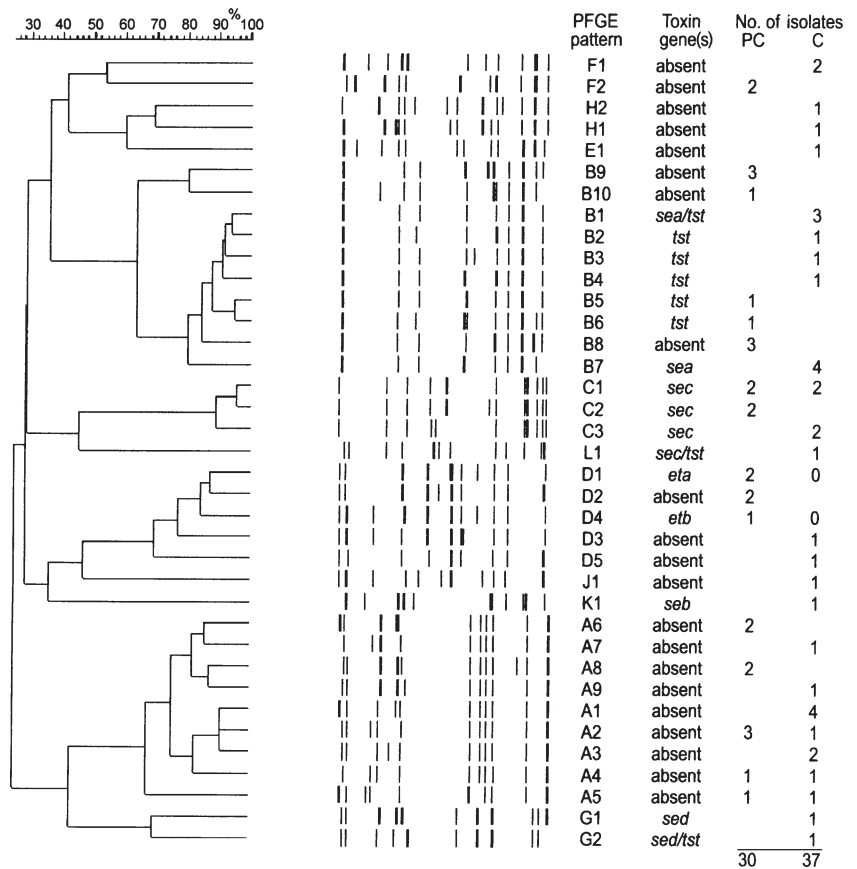 %
30 40 50 60 70 80 90 100
PFGE pattern Toxin gene(s) No. of isolates PC C
F1 absent 2
F2 absent 2
H2 absent 1
H1 absent 1
E1 absent 1
B9 absent 3
B10 absent 1
B1 sea/tst 3
B2 tst 1
B3 tst 1
B4 tst 1
B5 tst 1
B6 tst 1
B8 absent 3
B7 sea 4
C1 sec 2 2
C2 sec 2
C3 sec 2
L1 sec/tst 1
D1 eta 2 0
D2 absent 2
D4 etb 1 0
D3 absent 1
D5 absent 1
J1 absent 1
K1 seb 1
A6 absent 2
A7 absent 1
A8 absent 2
A9 absent 1
A1 absent 4
A2 absent 3 1
A3 absent 2
A4 absent 1 1
A5 absent 1 1
G1 sed 1
G2 sed/tst 1
30 37